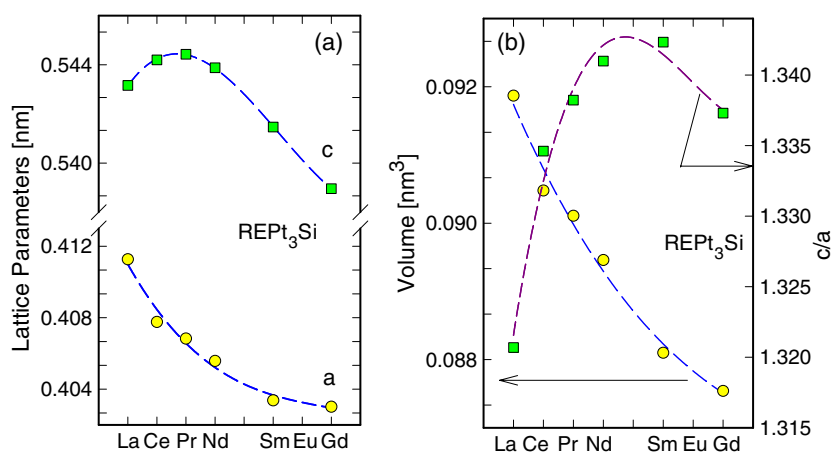 (a)
Lattice Parameters [nm]
0.544
0.540
0.412
0.408
0.404
c
REPt₃Si
a
La Ce Pr Nd Sm Eu Gd
(b)
Volume [nm³]
0.092
0.090
0.088
REPt₃Si
1.340
1.335
1.330
1.325
1.320
1.315
c/a
La Ce Pr Nd Sm Eu Gd